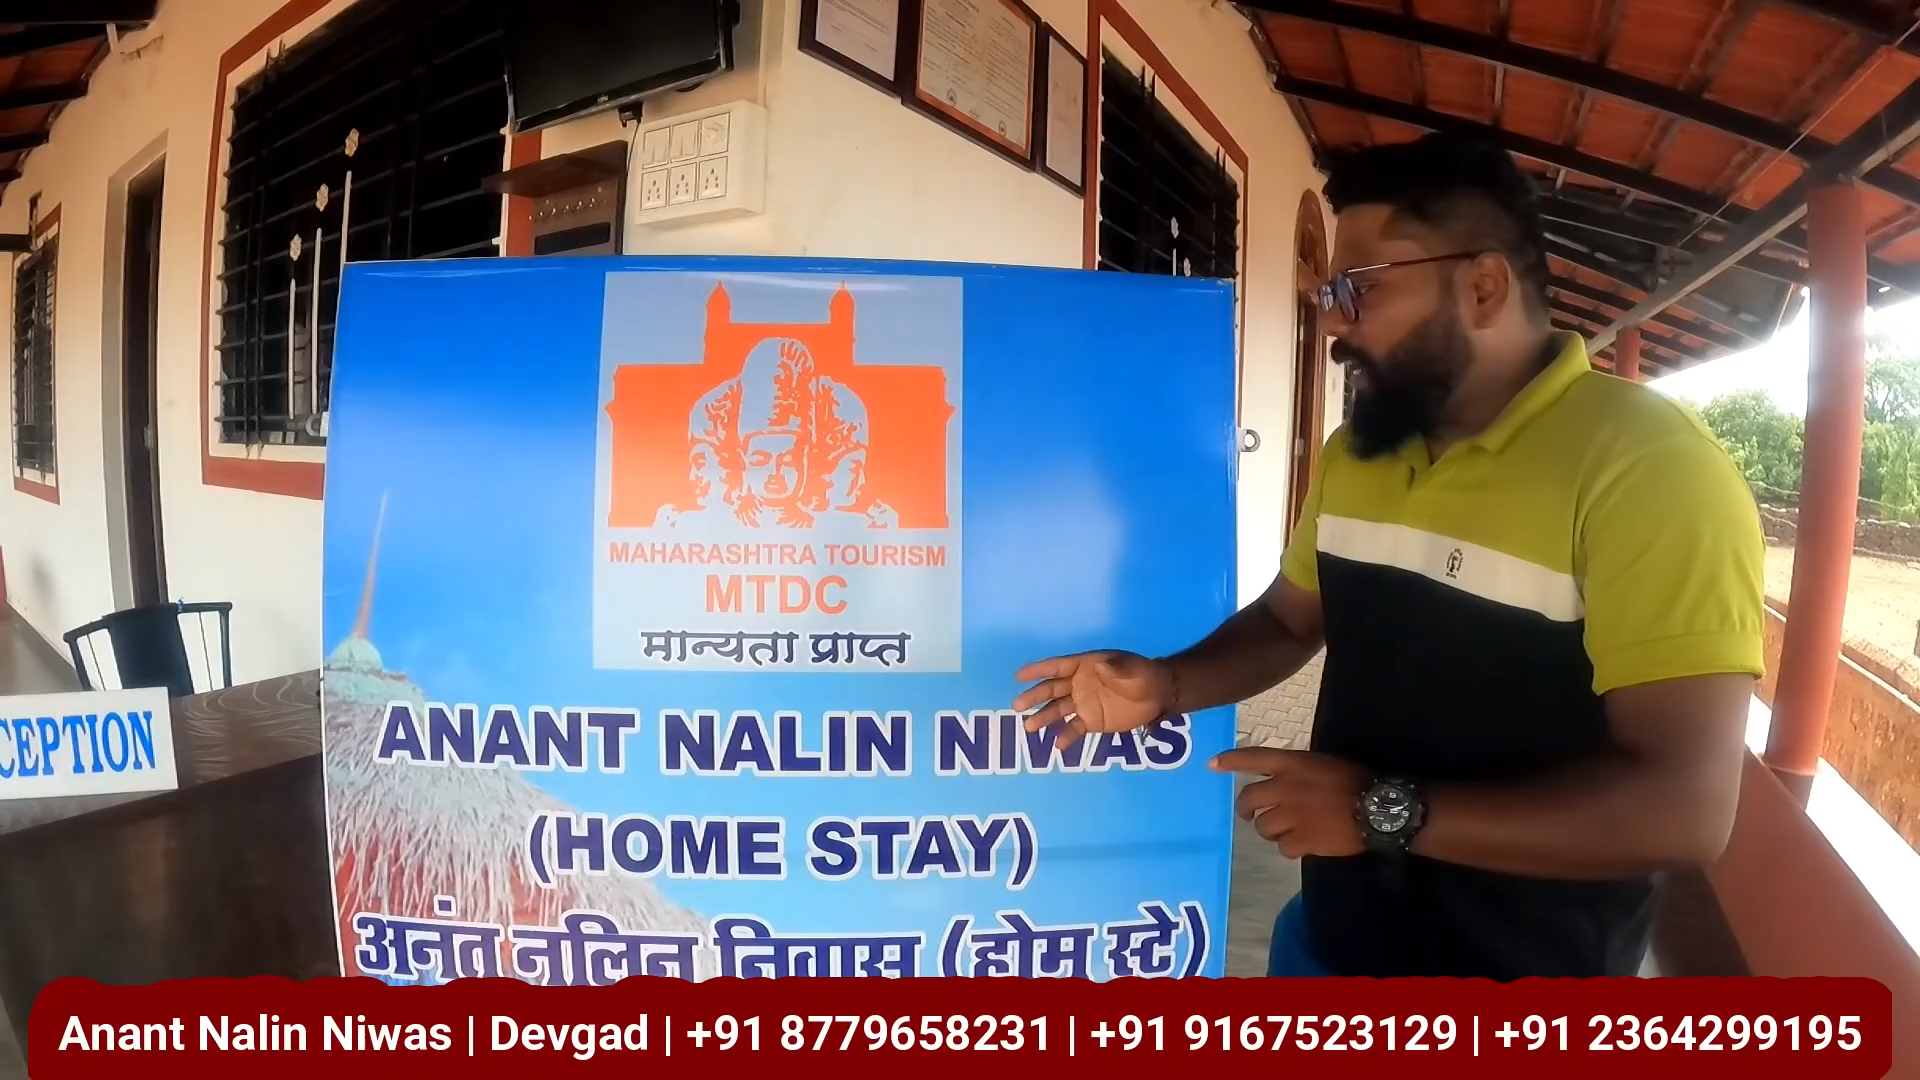 MAHARASHTRA TOURISM
MTDC
मान्यता प्राप्त
CEPTION
ANANT NALIN NIWAS
(HOME STAY)
अनंत नलिन निवास (होम स्टे)
Anant Nalin Niwas | Devgad | +91 8779658231 | +91 9167523129 | +91 2364299195